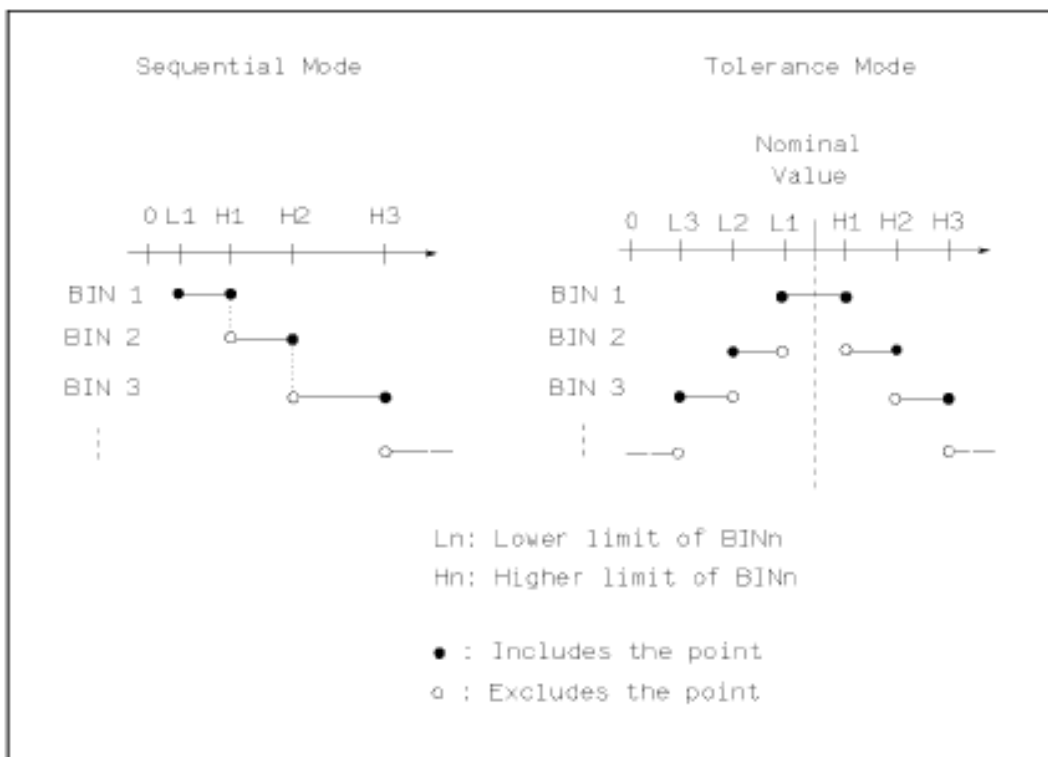 Sequential Mode
Tolerance Mode
Nominal
Value
0 L1 H1 H2 H3
0 L3 L2 L1 H1 H2 H3
BIN 1
BIN 2
BIN 3
BIN 1
BIN 2
BIN 3
Ln: Lower limit of BINn
Hn: Higher limit of BINn
● : Includes the point
○ : Excludes the point